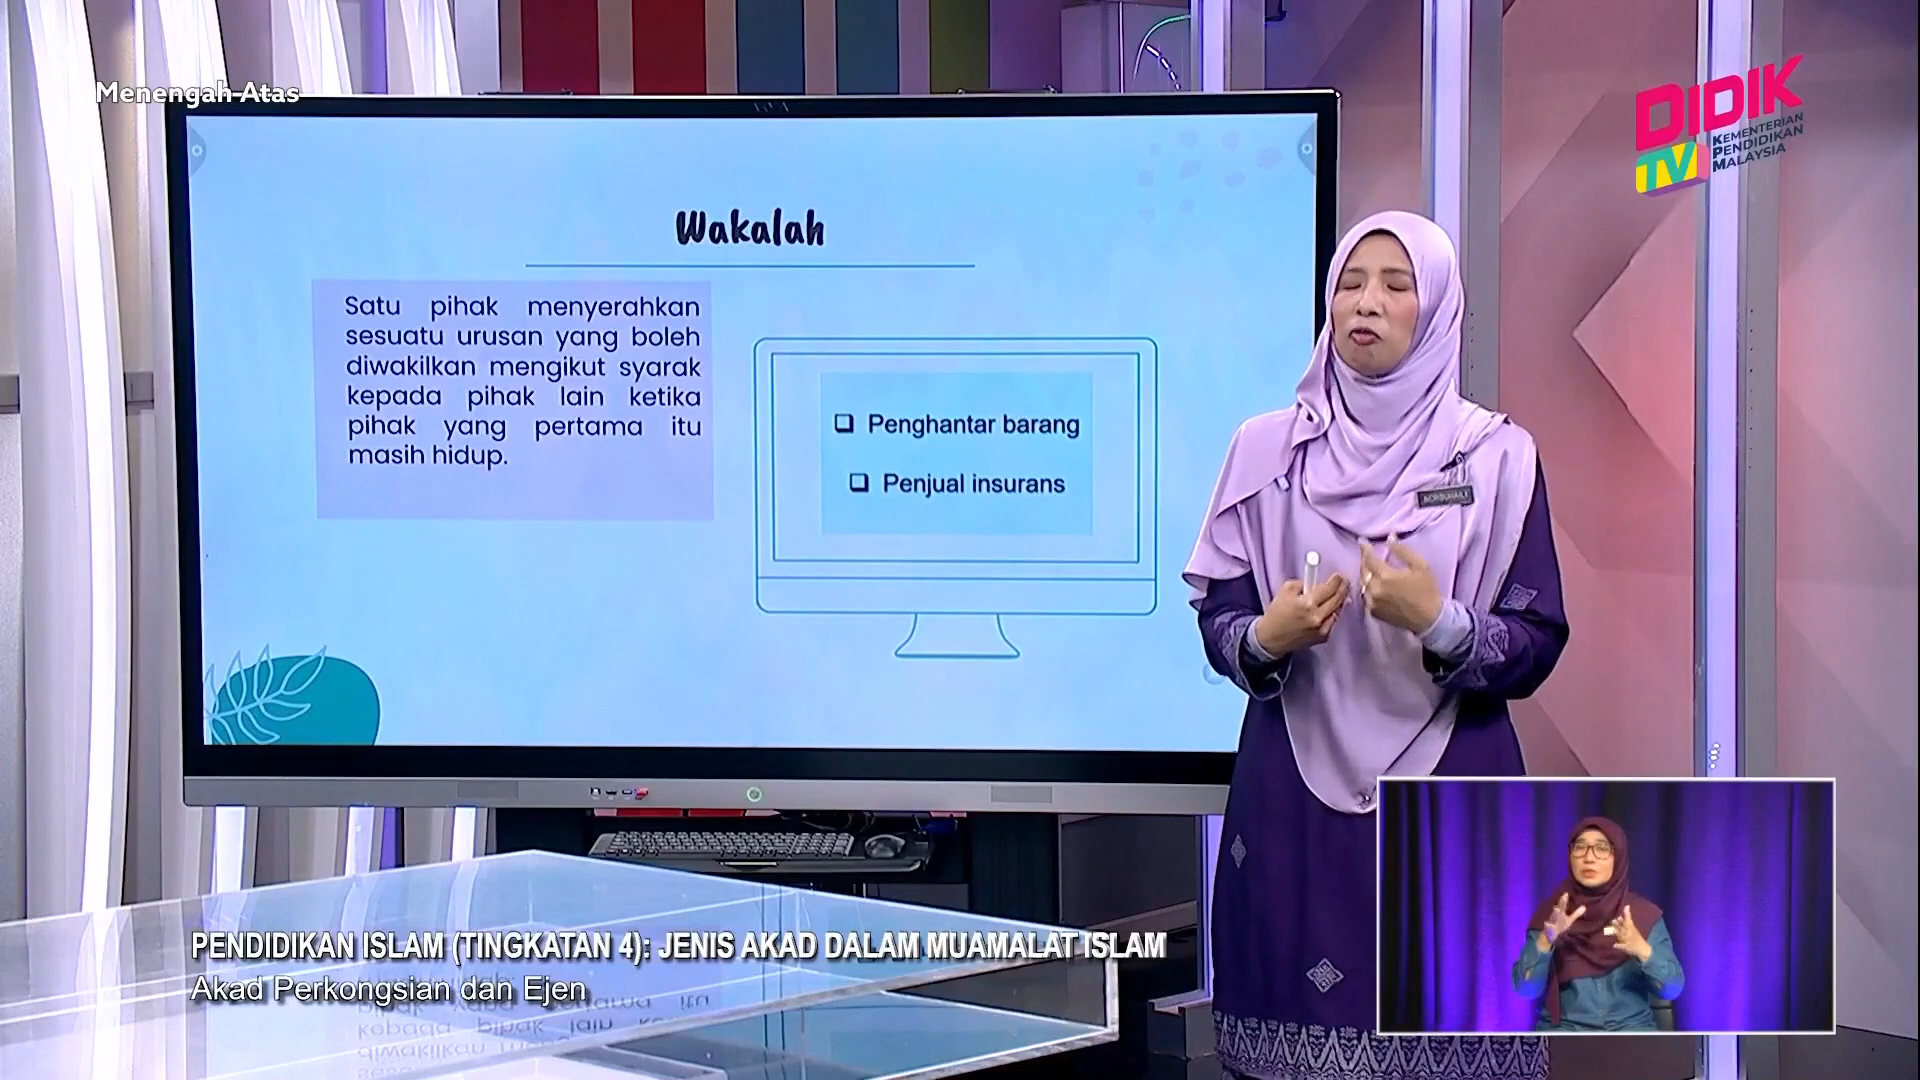 Menengah Atas
DIDIK
TV
KEMENTERIAN
PENDIDIKAN
MALAYSIA
Wakalah
Satu pihak menyerahkan
sesuatu urusan yang boleh
diwakilkan mengikut syarak
kepada pihak lain ketika
pihak yang pertama itu
masih hidup.
Penghantar barang
Penjual insurans
PENDIDIKAN ISLAM (TINGKATAN 4): JENIS AKAD DALAM MUAMALAT ISLAM
Akad Perkongsian dan Ejen